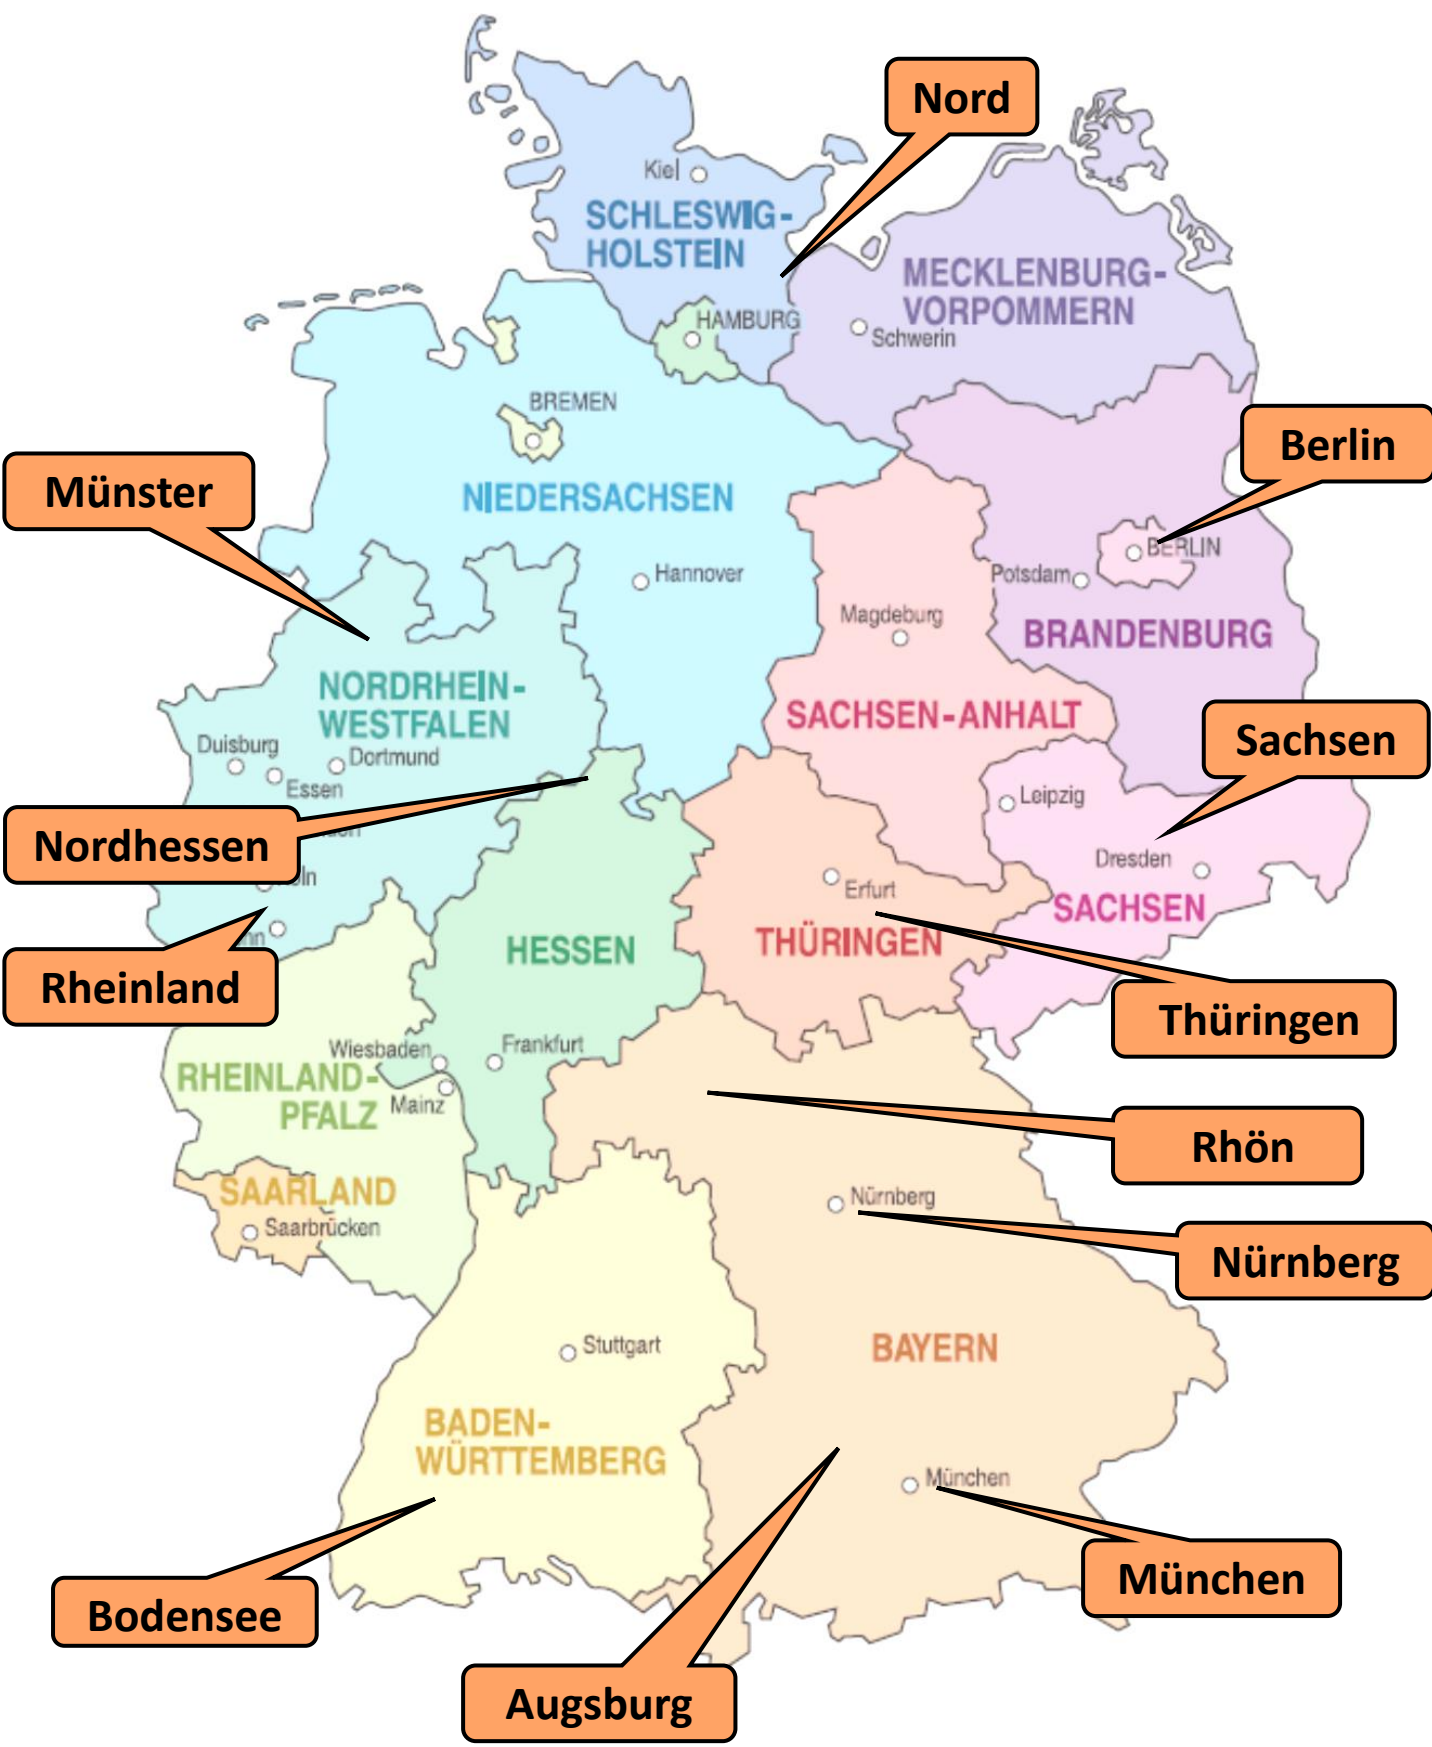 Nord
Kiel
SCHLESWIG-
HOLSTEIN
MECKLENBURG-
VORPOMMERN
HAMBURG
Schwerin
BREMEN
Berlin
Münster
NIEDERSACHSEN
BERLIN
Hannover
Potsdam
Magdeburg
BRANDENBURG
NORDRHEIN-
WESTFALEN
SACHSEN-ANHALT
Sachsen
Duisburg
Dortmund
Essen
Leipzig
Nordhessen
Dresden
Erfurt
SACHSEN
HESSEN
THÜRINGEN
Rheinland
Thüringen
Wiesbaden
Frankfurt
RHEINLAND-
PFALZ
Mainz
Rhön
SAARLAND
Nürnberg
Saarbrücken
Nürnberg
Stuttgart
BAYERN
BADEN-
WÜRTTEMBERG
München
München
Bodensee
Augsburg